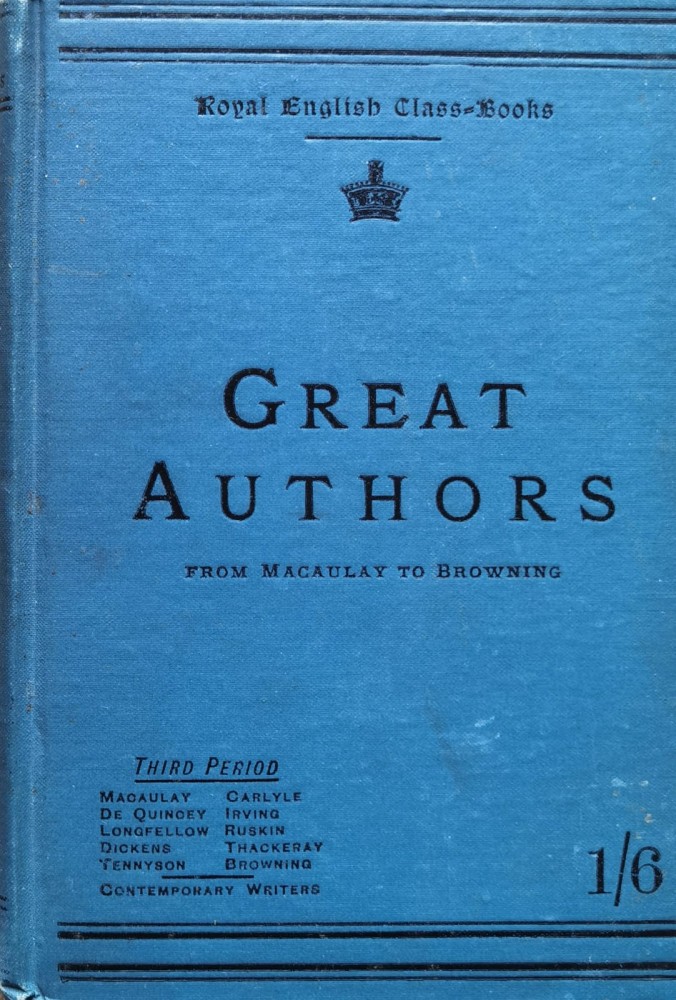 Royal English Class-Books
GREAT
AUTHORS
FROM MACAULAY TO BROWNING
THIRD PERIOD
MACAULAY CARLYLE
DE QUINCEY IRVING
LONGFELLOW RUSKIN
DICKENS THACKERAY
TENNYSON BROWNING
CONTEMPORARY WRITERS
1/6